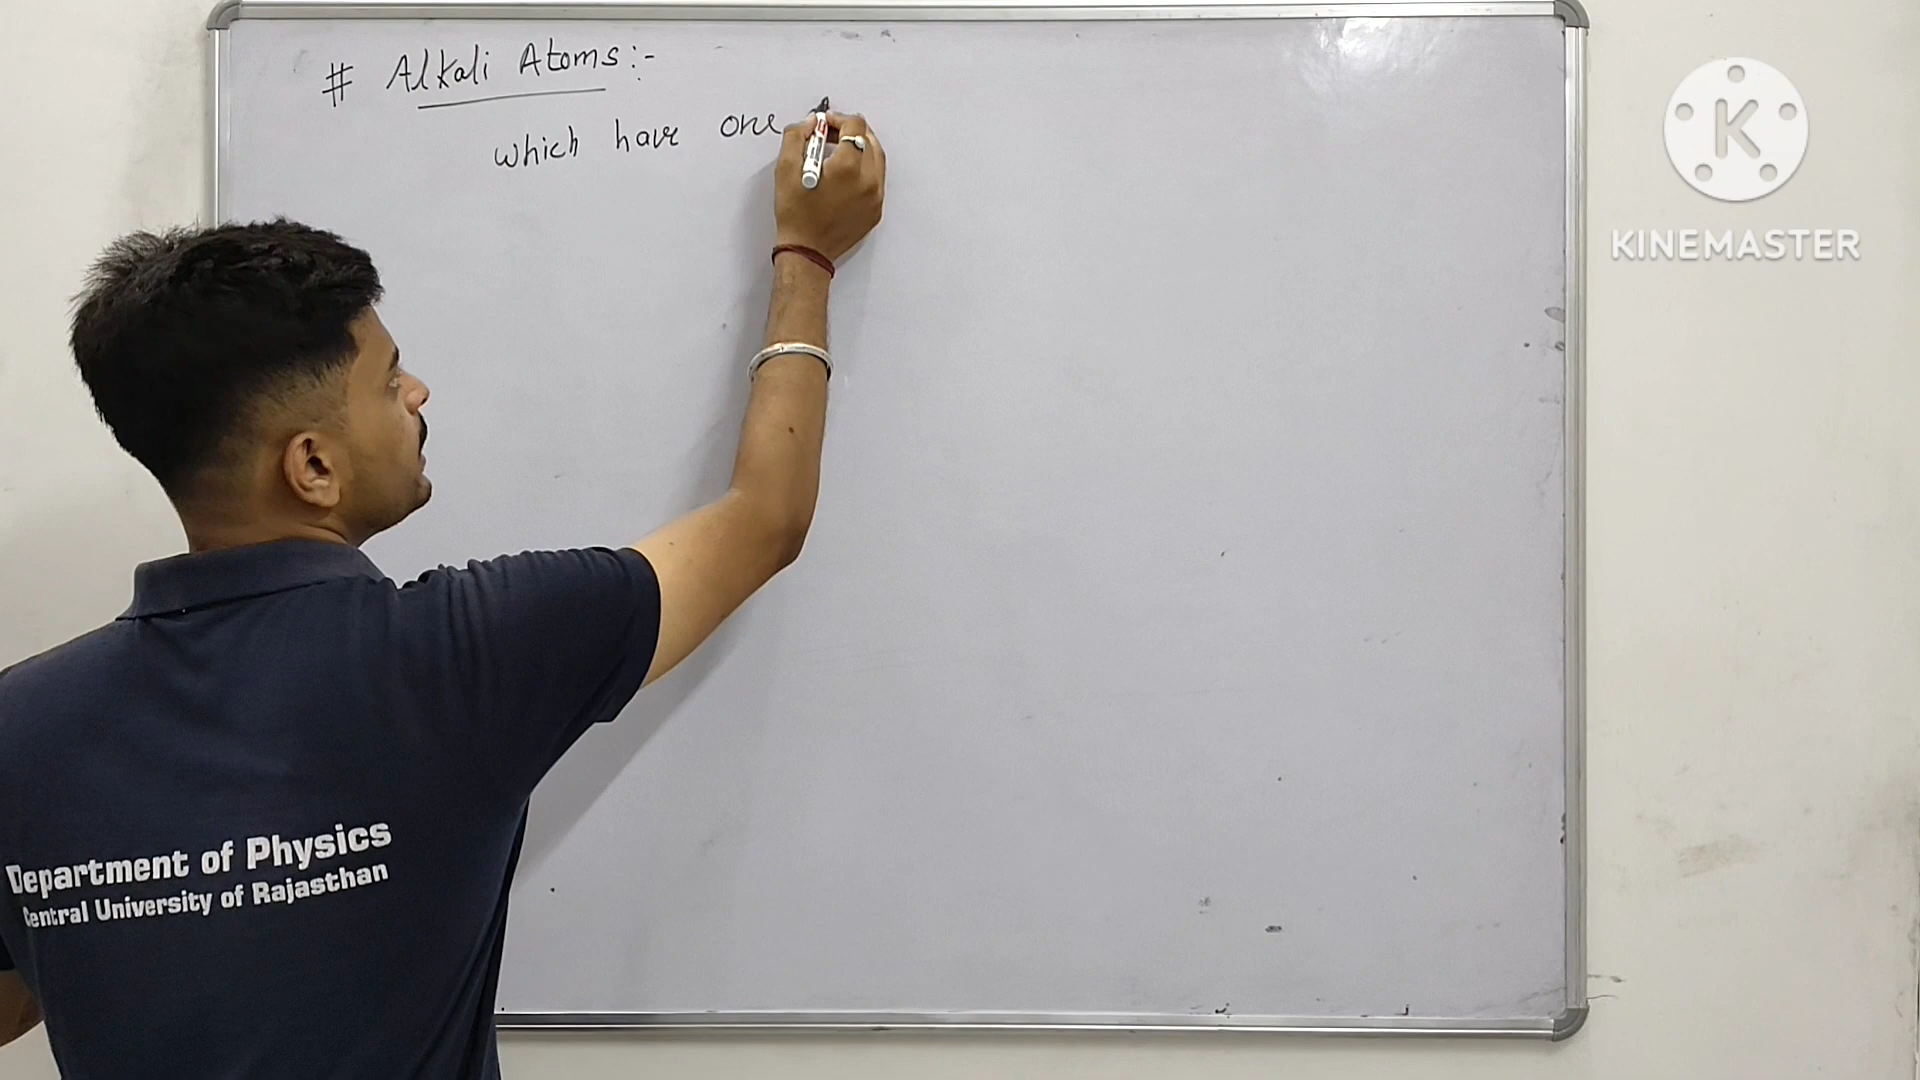 # Alkali Atoms:-
which have one
K
KINEMASTER
Department of Physics
Central University of Rajasthan